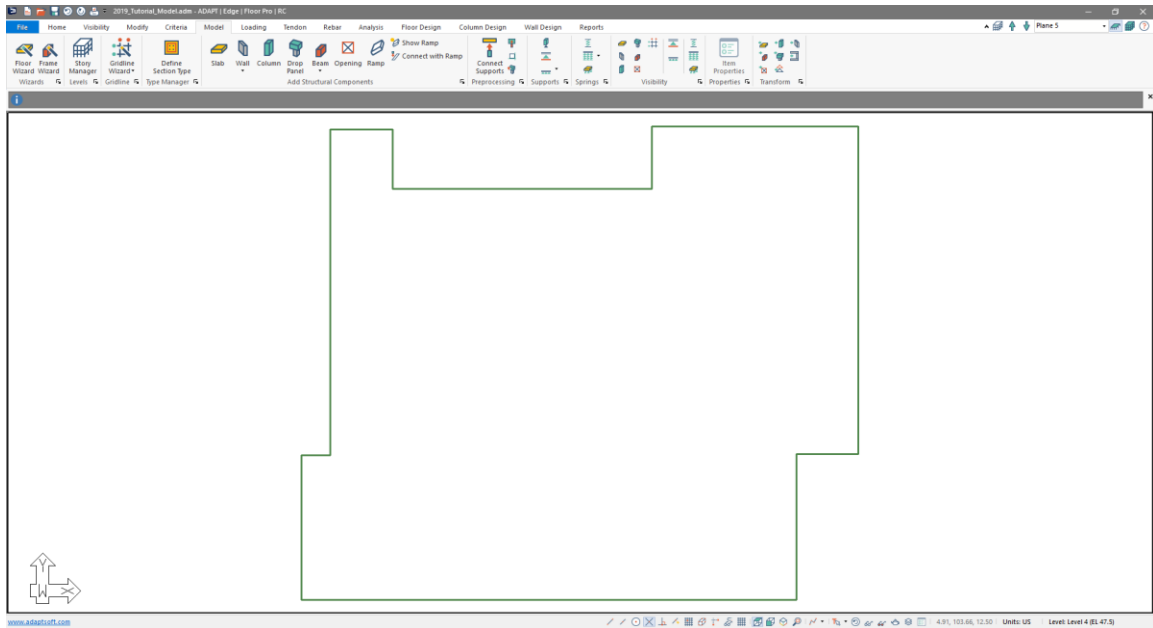 2019_Tutorial_Model.adm - ADAPT | Edge | Floor Pro | RC
File Home Visibility Modify Criteria Model Loading Tendon Rebar Analysis Floor Design Column Design Wall Design Reports Plane 5
Floor Wizard Frame Wizard Story Manager Gridline Wizard Define Section Type Slab Wall Column Drop Panel Beam Opening Ramp Show Ramp Connect with Ramp Connect Supports Item Properties
Wizards Levels Gridline Type Manager Add Structural Components Preprocessing Supports Springs Visibility Properties Transform
Y
W X
www.adaptsoft.com 4.91, 103.66, 12.50 Units: US Level: Level 4 (EL 47.5)